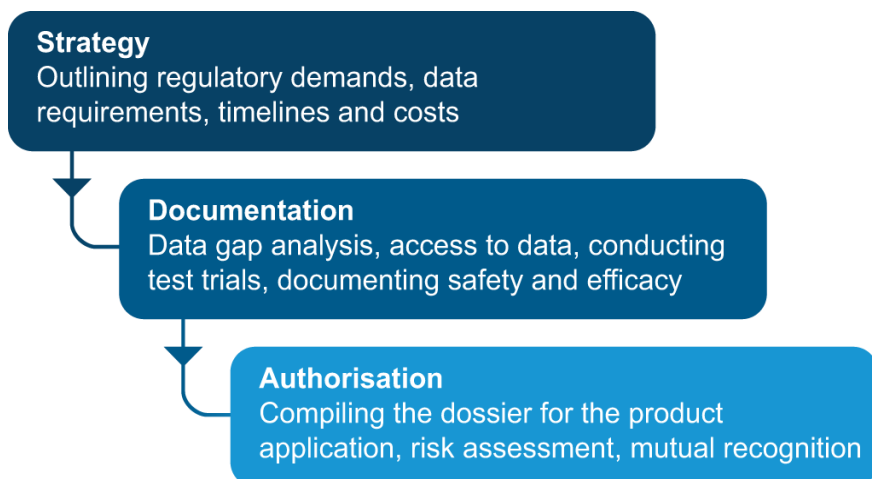 Strategy
Outlining regulatory demands, data
requirements, timelines and costs
Documentation
Data gap analysis, access to data, conducting
test trials, documenting safety and efficacy
Authorisation
Compiling the dossier for the product
application, risk assessment, mutual recognition